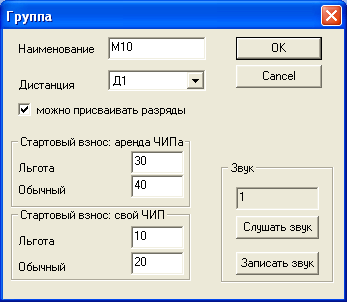 Группа
Наименование
М10
OK
Дистанция
Д1
Cancel
можно присваивать разряды
Стартовый взнос: аренда ЧИПа
Льгота
30
Обычный
40
Стартовый взнос: свой ЧИП
Льгота
10
Обычный
20
Звук
1
Слушать звук
Записать звук